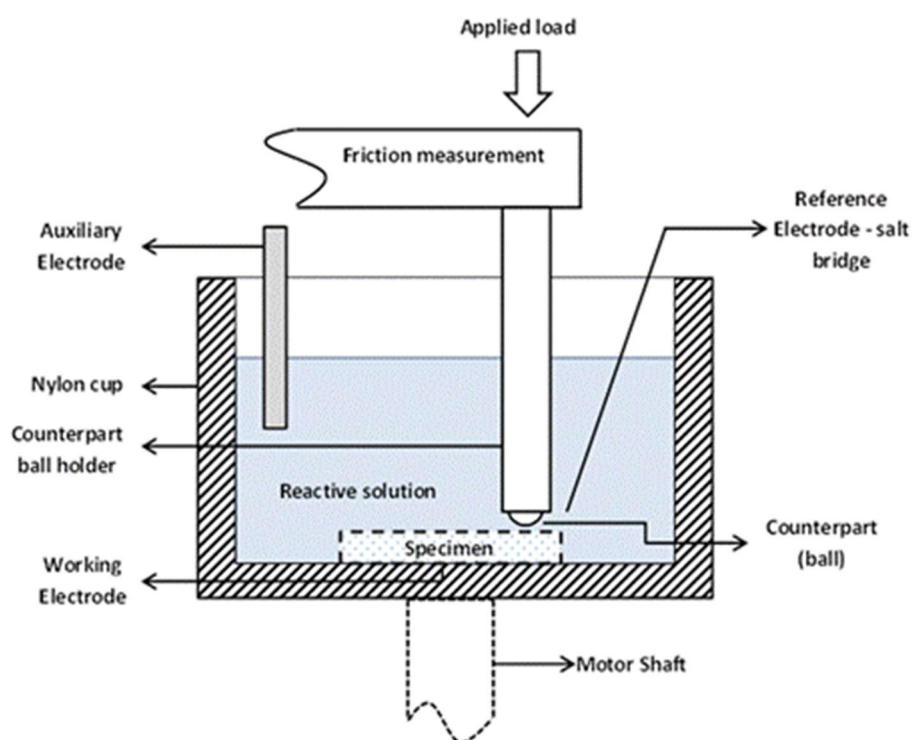 Applied load
Friction measurement
Auxiliary
Electrode
Reference
Electrode - salt
bridge
Nylon cup
Counterpart
ball holder
Reactive solution
Specimen
Counterpart
(ball)
Working
Electrode
Motor Shaft